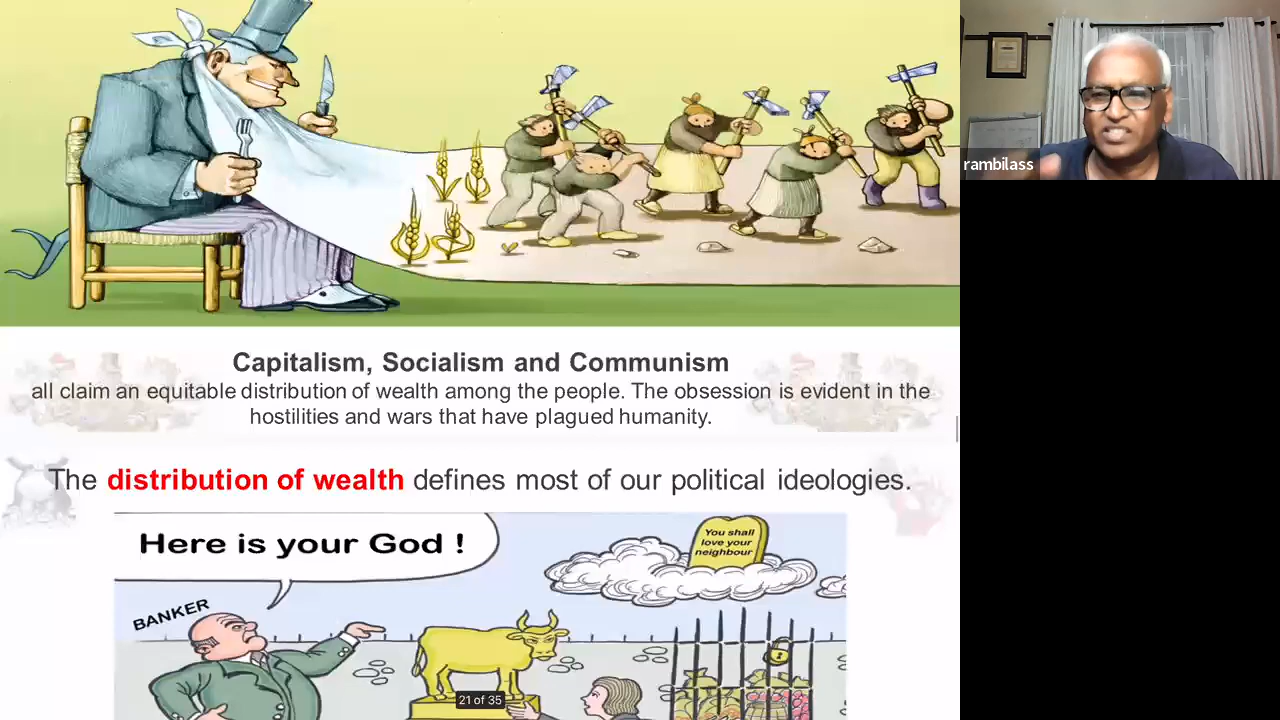 rambilass
Capitalism, Socialism and Communism
all claim an equitable distribution of wealth among the people. The obsession is evident in the
hostilities and wars that have plagued humanity.
The distribution of wealth defines most of our political ideologies.
Here is your God !
You shall
love your
neighbour
BANKER
21 of 35